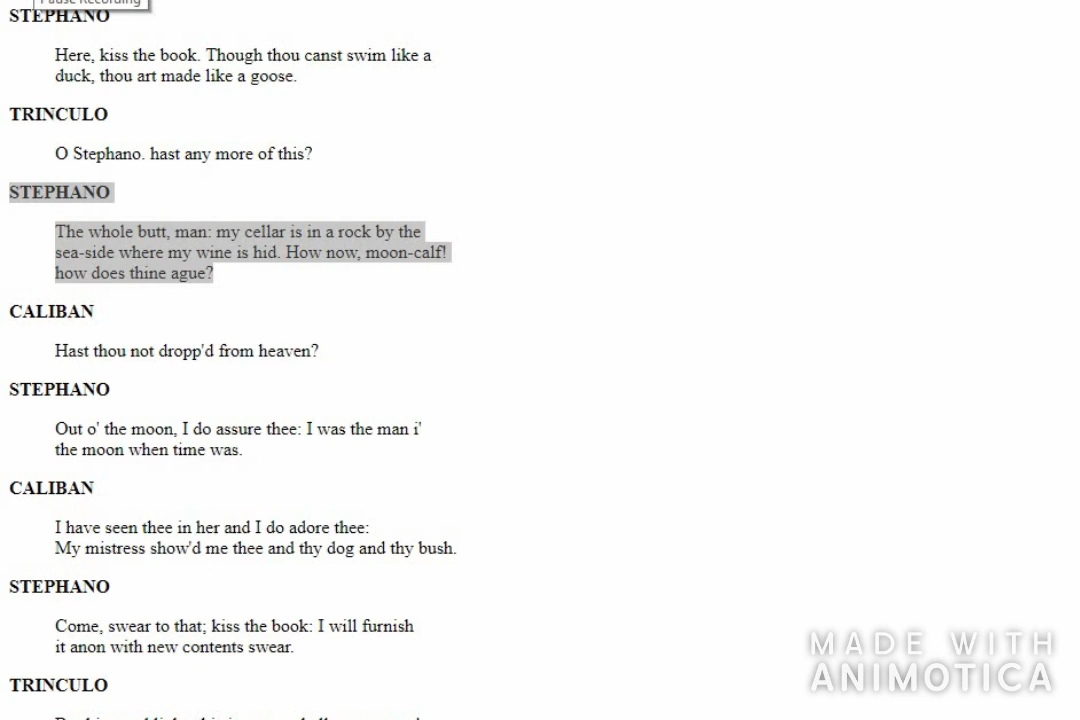 Pause Recording
STEPHANO
Here, kiss the book. Though thou canst swim like a
duck, thou art made like a goose.
TRINCULO
O Stephano. hast any more of this?
STEPHANO
The whole butt, man: my cellar is in a rock by the
sea-side where my wine is hid. How now, moon-calf!
how does thine ague?
CALIBAN
Hast thou not dropp'd from heaven?
STEPHANO
Out o' the moon, I do assure thee: I was the man i'
the moon when time was.
CALIBAN
I have seen thee in her and I do adore thee:
My mistress show'd me thee and thy dog and thy bush.
STEPHANO
Come, swear to that; kiss the book: I will furnish
it anon with new contents swear.
TRINCULO
MADE WITH
ANIMOTICA